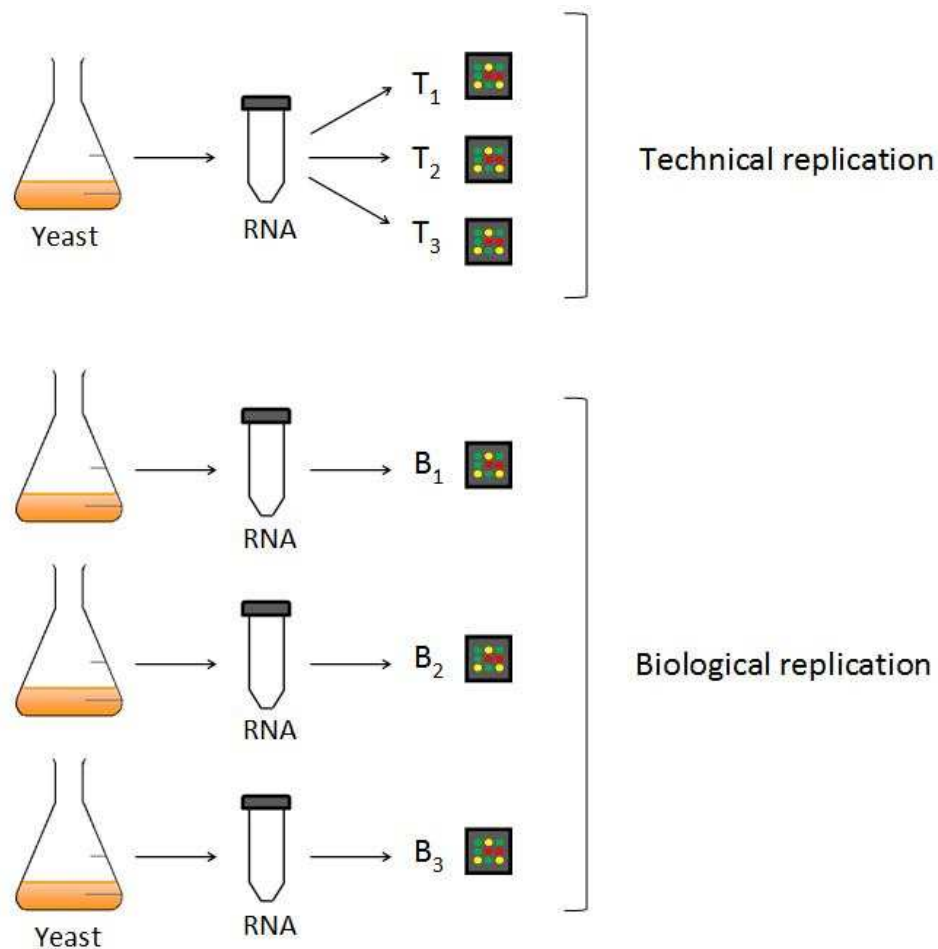 T1
T2
Technical replication
Yeast
RNA
T3
B1
RNA
B2
Biological replication
RNA
B3
Yeast
RNA